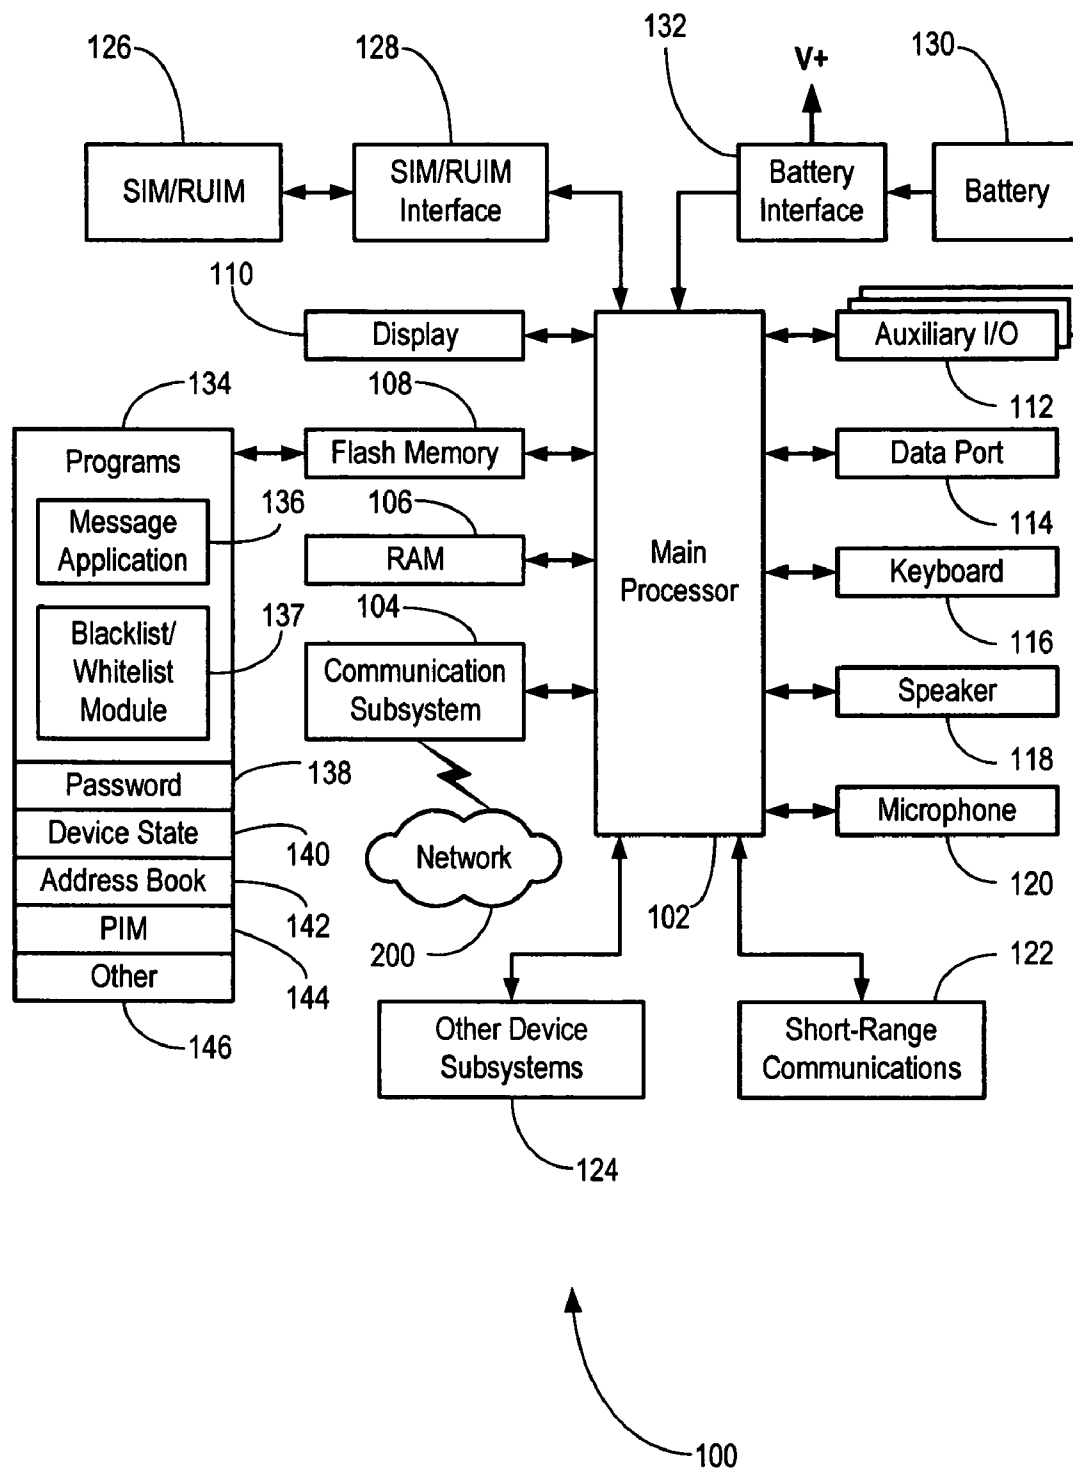 126
128
132
V+
130
SIM/RUIM
SIM/RUIM
Interface
Battery
Interface
Battery
110
Display
Auxiliary I/O
134
108
112
Programs
Flash Memory
Data Port
Message
Application
136
106
114
RAM
Main
Processor
Keyboard
Blacklist/
Whitelist
Module
137
104
116
Communication
Subsystem
Speaker
Password
138
118
Device State
Microphone
140
Network
Address Book
120
142
102
PIM
200
122
Other
144
146
Other Device
Subsystems
Short-Range
Communications
124
100